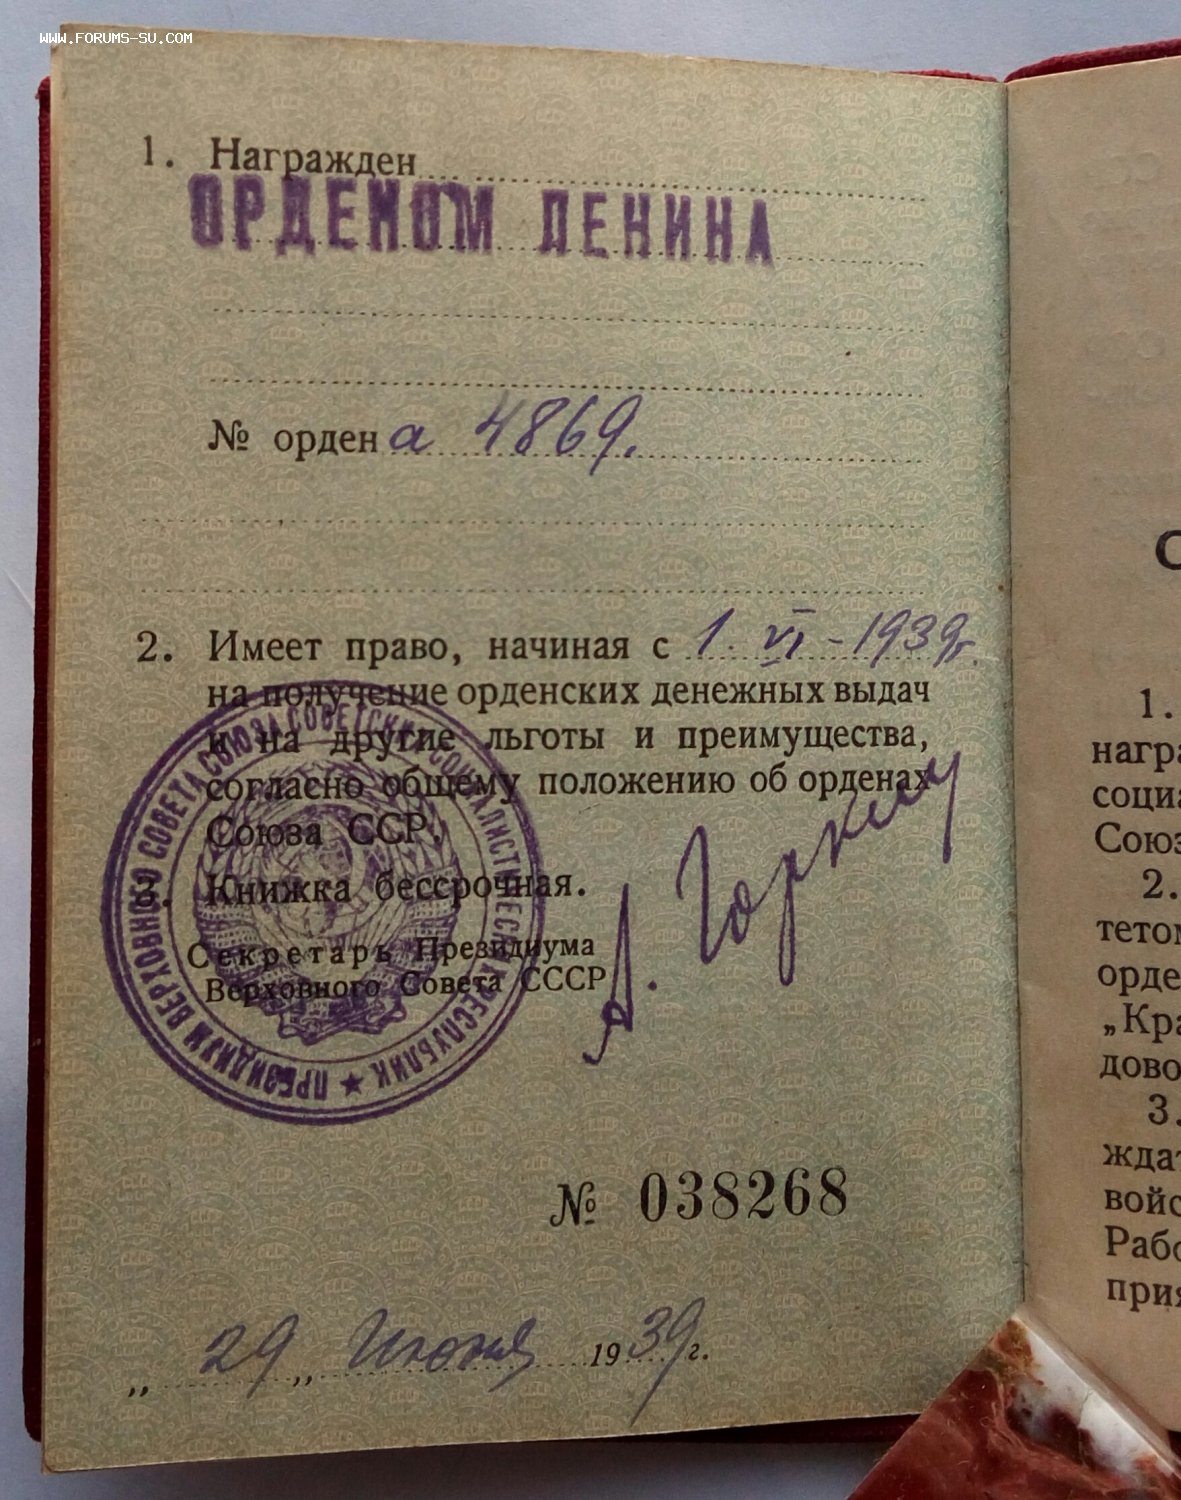 WWW.FORUMS-SU.COM
1. Награжден
ОРДЕНОМ ЛЕНИНА
№ ордена 4869.
2. Имеет право, начиная с 1. VI - 1939г.
на получение орденских денежных выдач
и на другие льготы и преимущества,
согласно общему положению об орденах
Союза ССР.
3. Книжка бессрочная.
Секретарь Президиума
Верховного Совета СССР
А. Горкин
ПРЕЗИДИУМ ВЕРХОВНОГО СОВЕТА СОЮЗА СОВЕТСКИХ СОЦИАЛИСТИЧЕСКИХ РЕСПУБЛИК ★
№ 038268
„ 29 „ Июня 1939 г.
С
1.
награ
социа
Союз
2.
тетом
орде
„Кра
дово
3.
ждат
войс
Рабо
прия